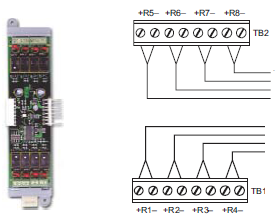 +R5– +R6– +R7– +R8–
TB2
TB1
+R1– +R2– +R3– +R4–